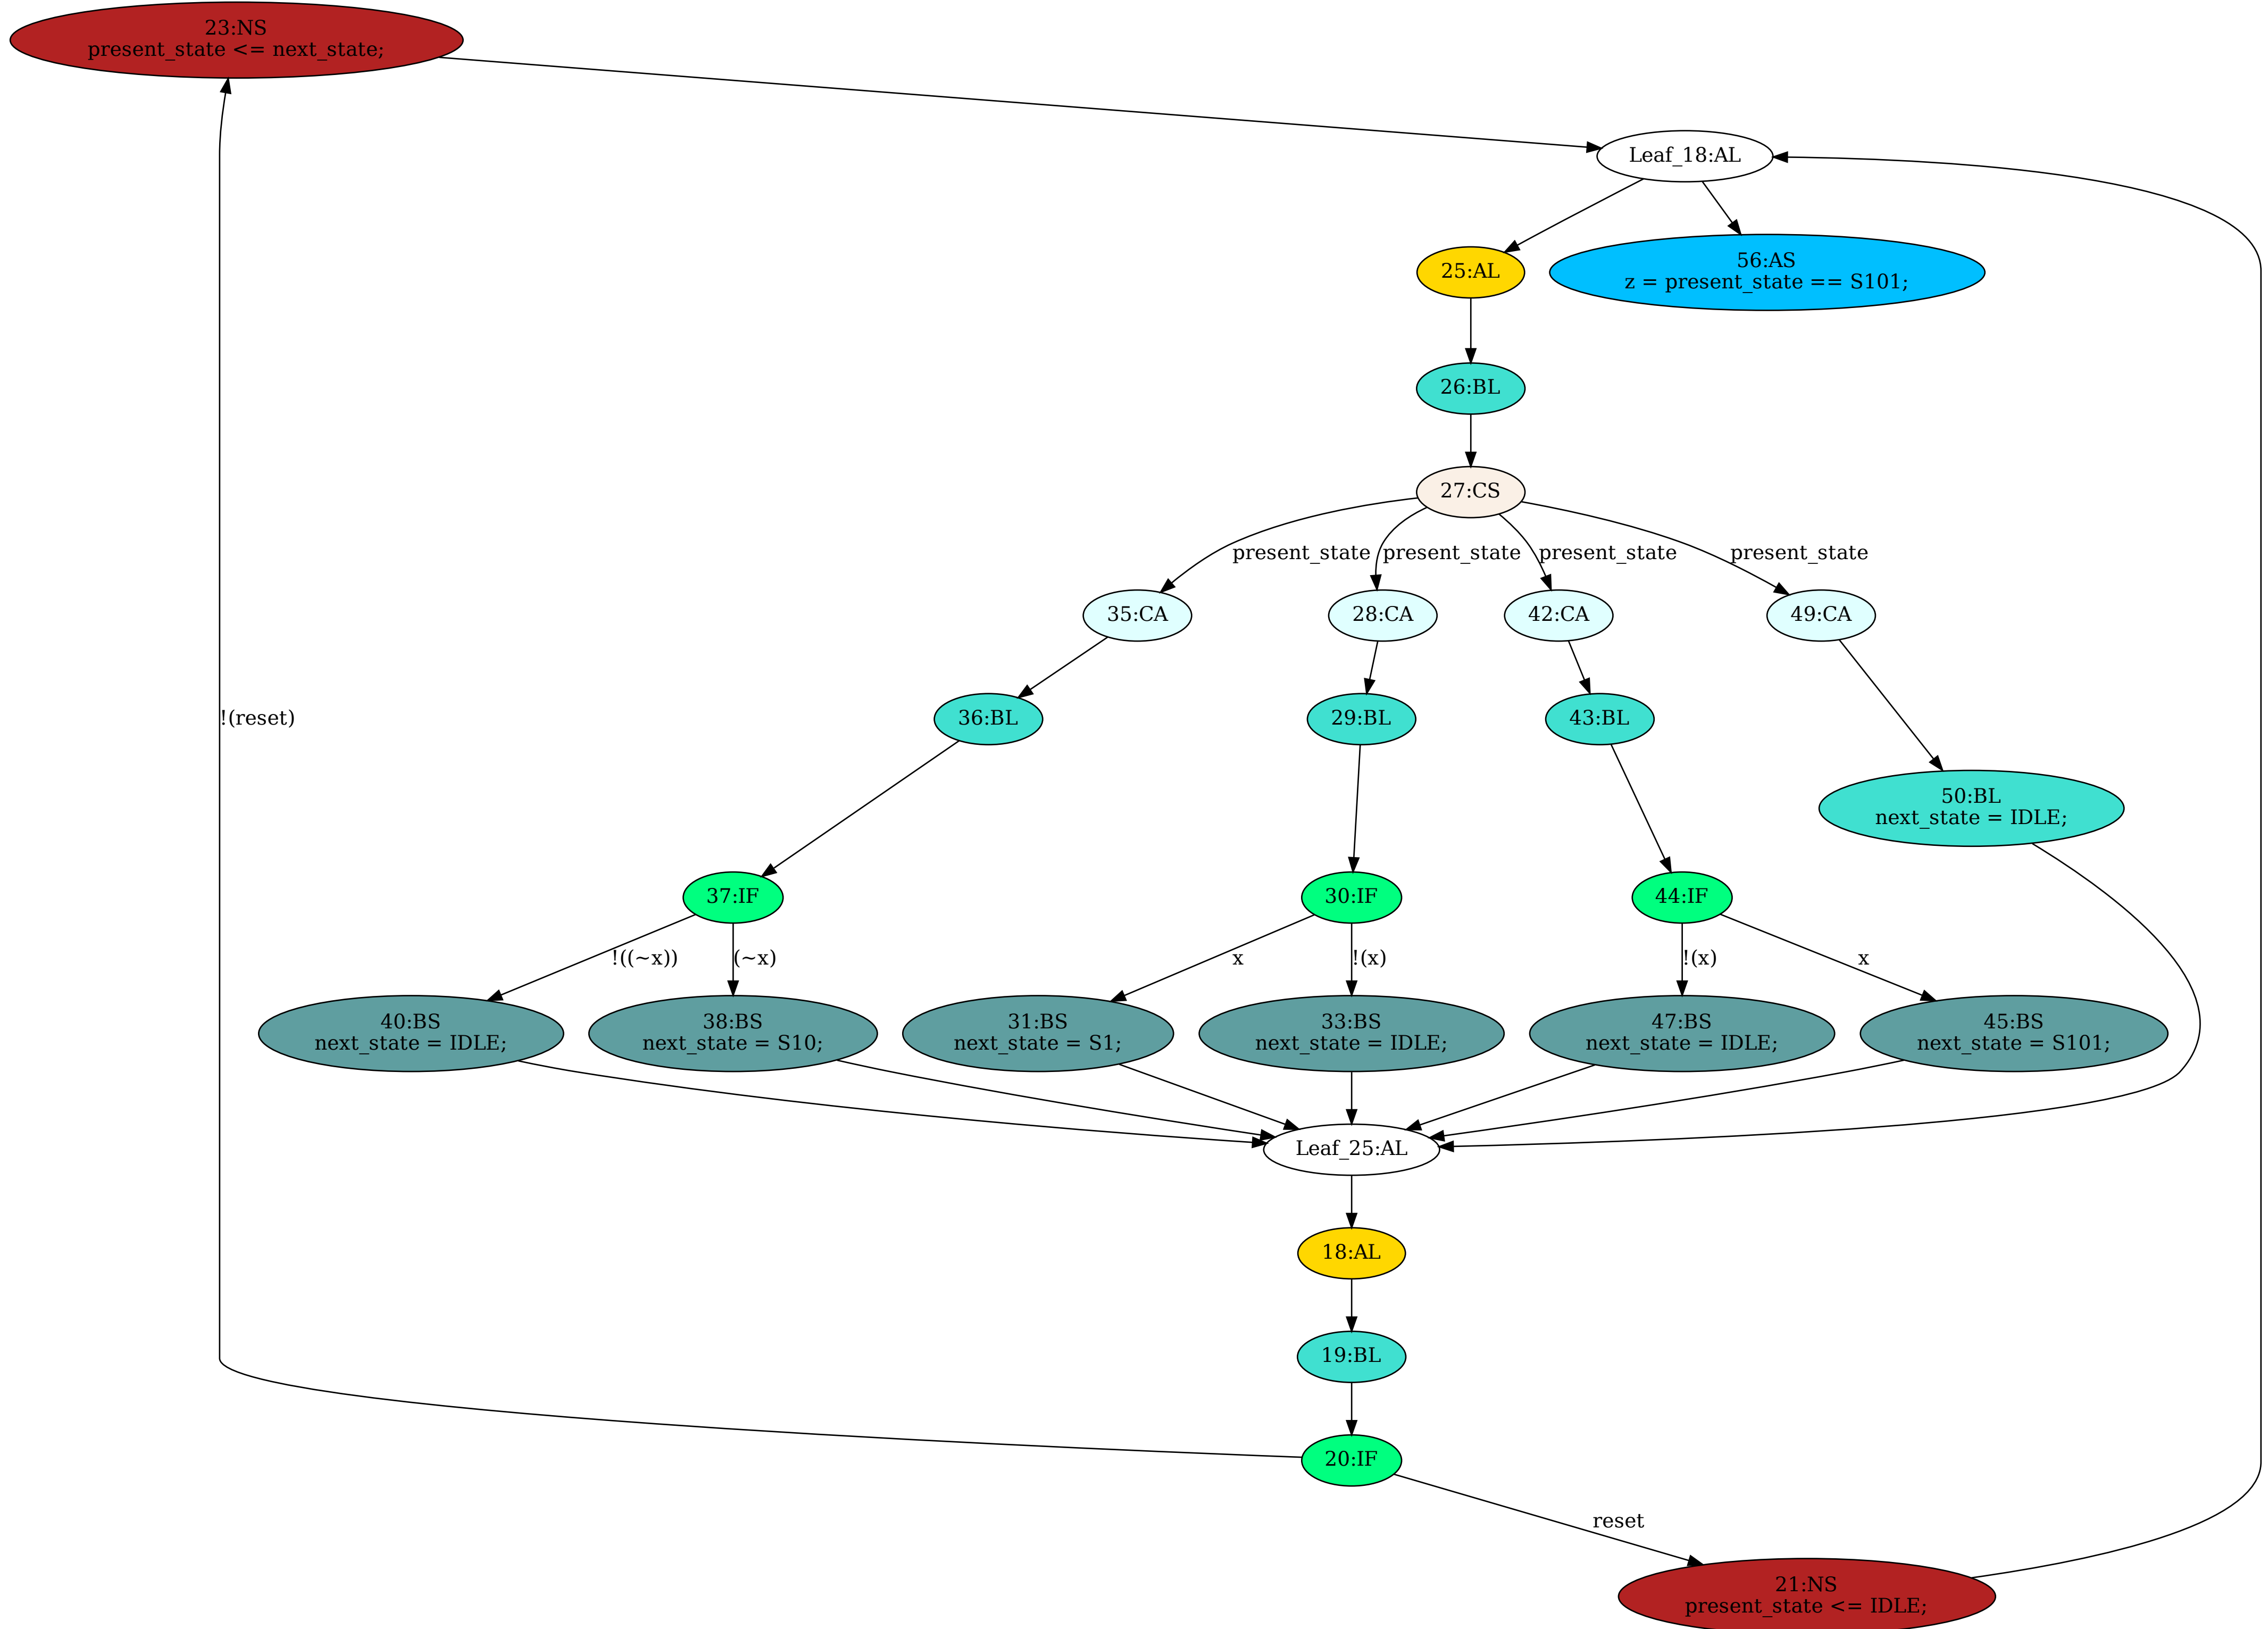 23:NS
present_state <= next_state;
Leaf_18:AL
25:AL
56:AS
z = present_state == S101;
26:BL
27:CS
present_state
present_state
present_state
present_state
35:CA
28:CA
42:CA
49:CA
!(reset)
36:BL
29:BL
43:BL
50:BL
next_state = IDLE;
37:IF
30:IF
44:IF
!((~x))
(~x)
x
!(x)
!(x)
x
40:BS
next_state = IDLE;
38:BS
next_state = S10;
31:BS
next_state = S1;
33:BS
next_state = IDLE;
47:BS
next_state = IDLE;
45:BS
next_state = S101;
Leaf_25:AL
18:AL
19:BL
20:IF
reset
21:NS
present_state <= IDLE;